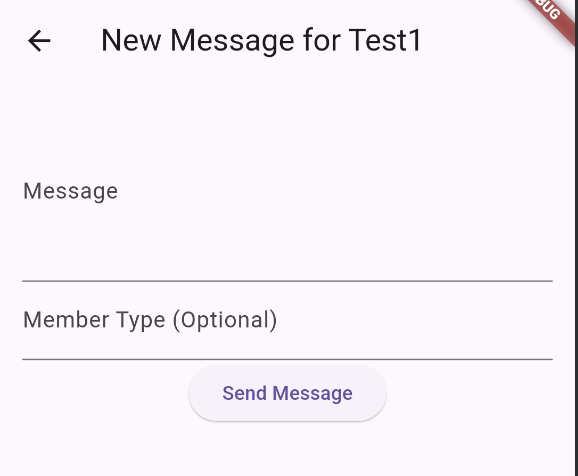 New Message for Test1
Message
Member Type (Optional)
Send Message